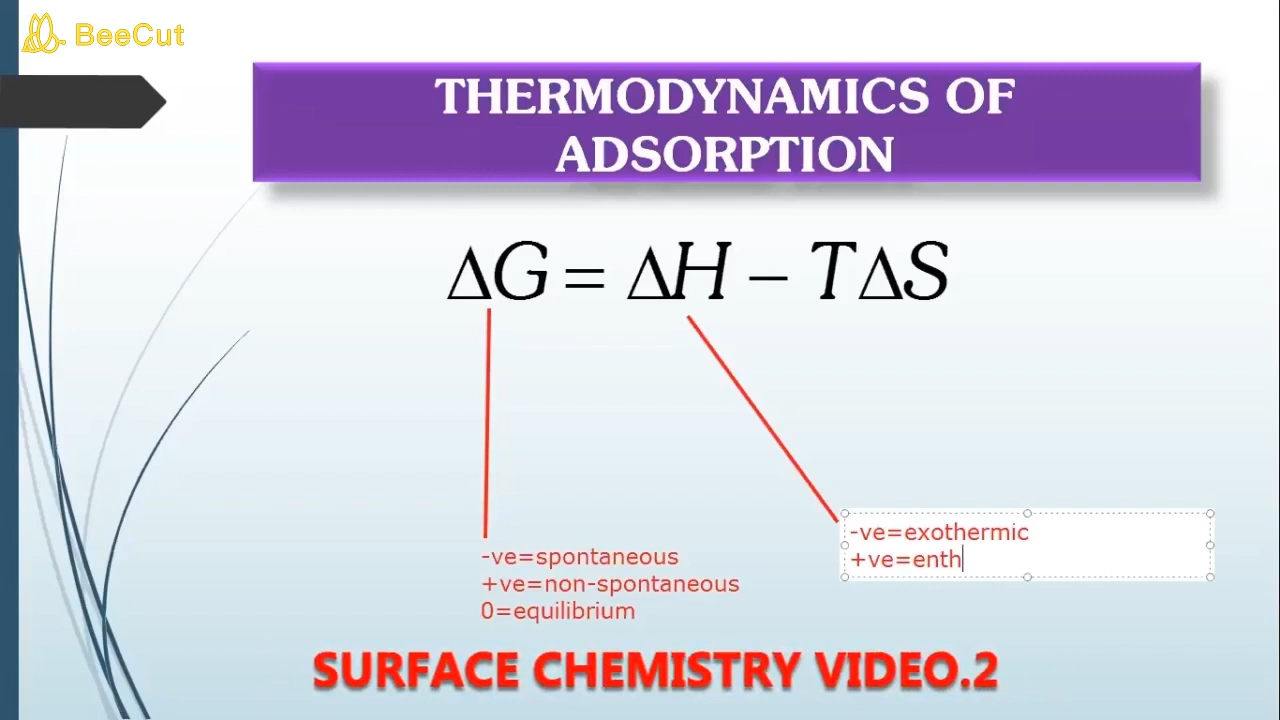 BeeCut
THERMODYNAMICS OF
ADSORPTION
ΔG = ΔH – TΔS
-ve=exothermic
+ve=enth
-ve=spontaneous
+ve=non-spontaneous
0=equilibrium
SURFACE CHEMISTRY VIDEO.2